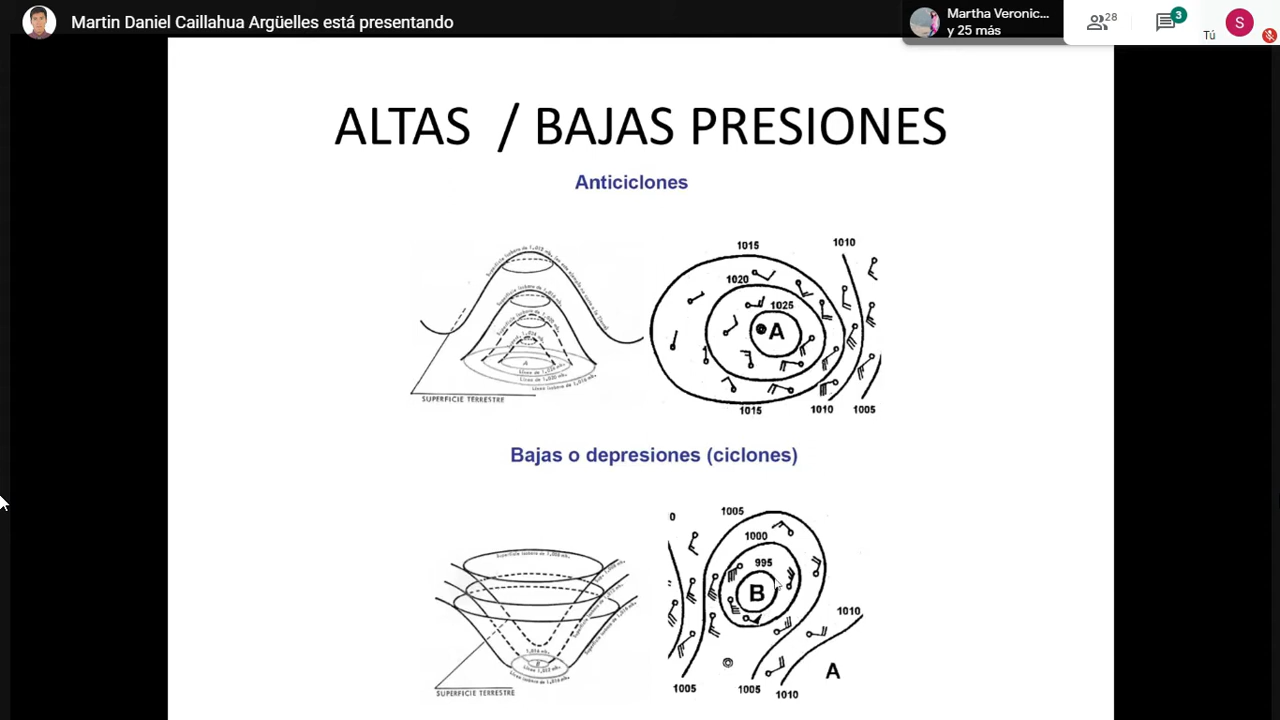 Martin Daniel Caillahua Argüelles está presentando
Martha Veronic...
y 25 más
28
3
S
Tú
ALTAS / BAJAS PRESIONES
Anticiclones
1015
1010
1020
1025
A
A
SUPERFICIE TERRESTRE
1015
1010
1005
Bajas o depresiones (ciclones)
0
1005
1000
995
B
1010
B
A
SUPERFICIE TERRESTRE
1005
1005
1010